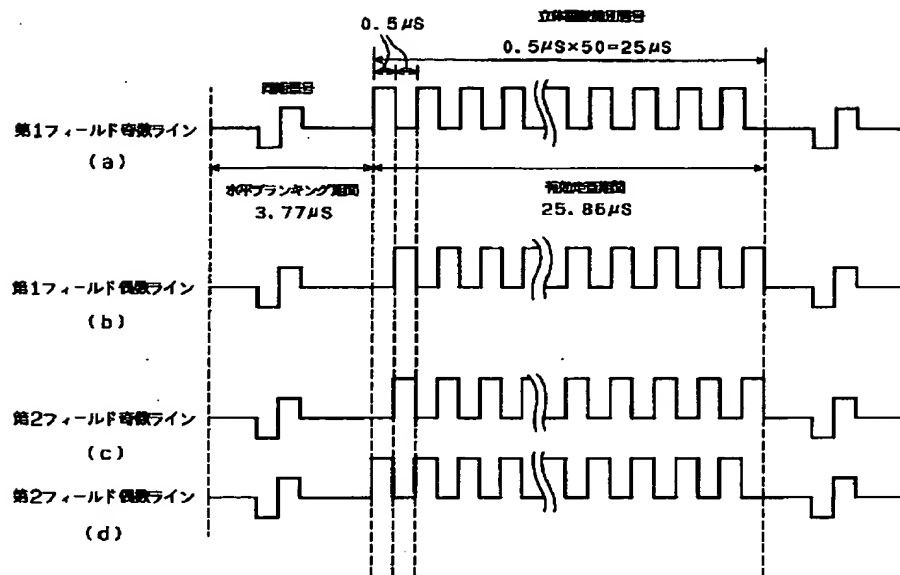 0.5μS
立体画像識別信号
0.5μS×50=25μS
同期信号
第1フィールド奇数ライン
(a)
水平ブランキング期間
3.77μS
有効走査期間
25.86μS
第1フィールド偶数ライン
(b)
第2フィールド奇数ライン
(c)
第2フィールド偶数ライン
(d)